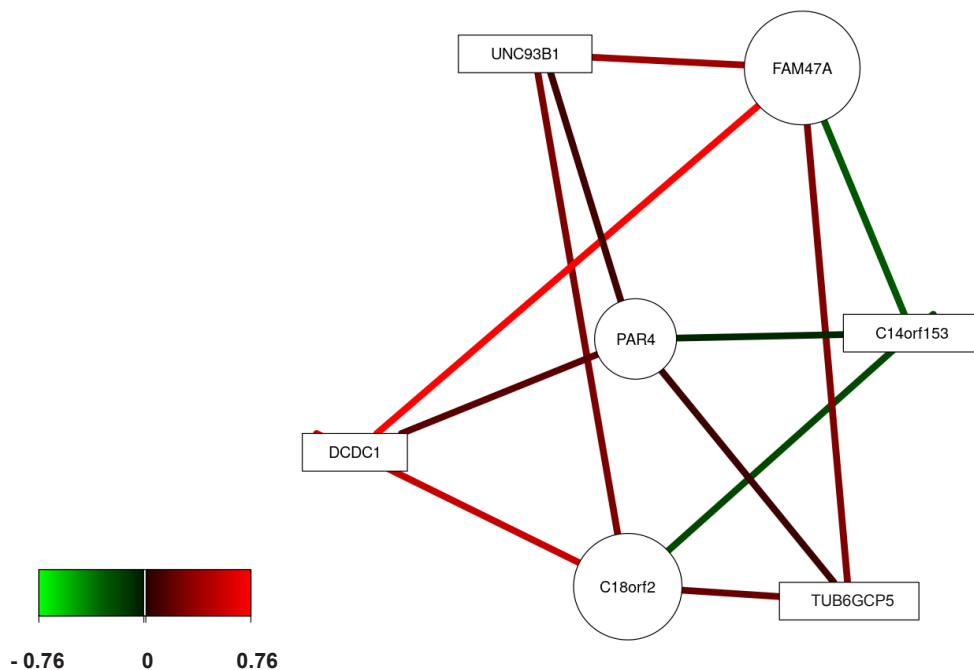 UNC93B1
FAM47A
PAR4
C14orf153
DCDC1
C18orf2
TUB6GCP5
- 0.76 0 0.76